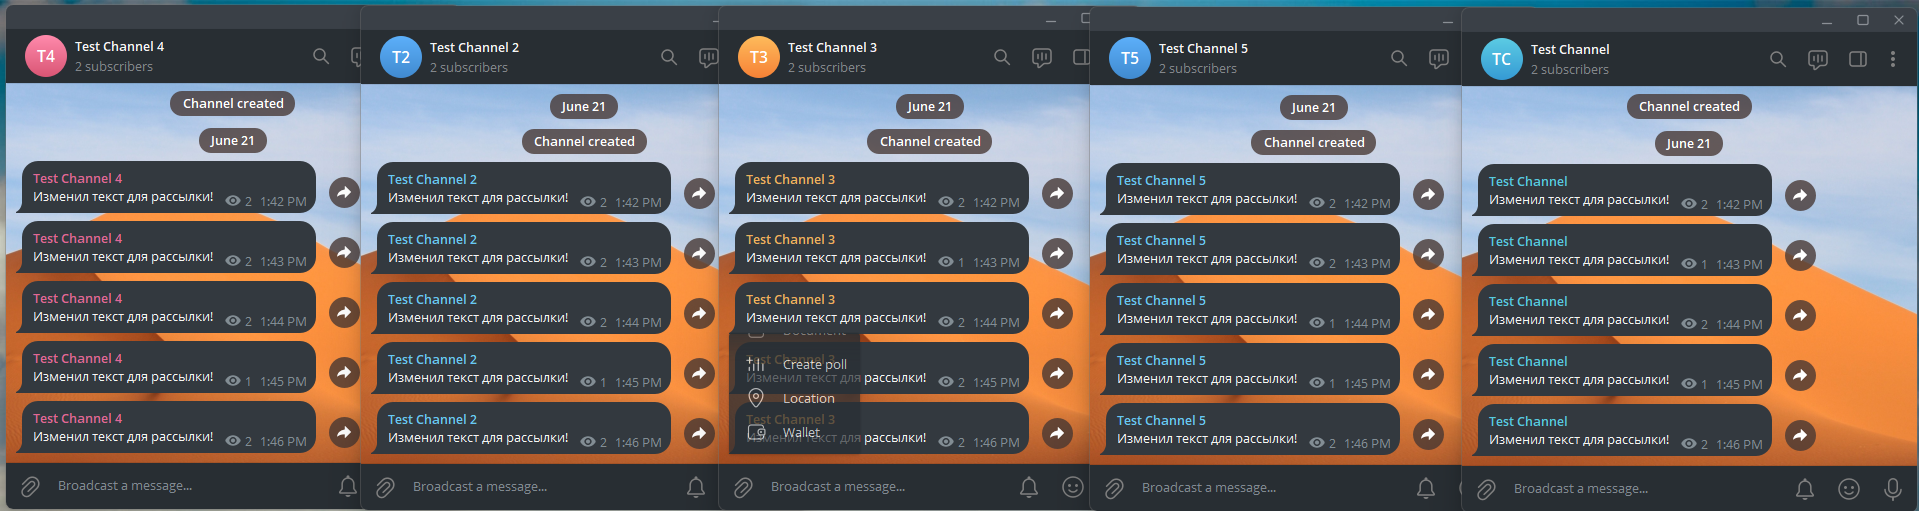 T4
Test Channel 4
2 subscribers
Channel created
June 21
Test Channel 4
Изменил текст для рассылки! 2 1:42 PM
Test Channel 4
Изменил текст для рассылки! 2 1:43 PM
Test Channel 4
Изменил текст для рассылки! 2 1:44 PM
Test Channel 4
Изменил текст для рассылки! 1 1:45 PM
Test Channel 4
Изменил текст для рассылки! 2 1:46 PM
Broadcast a message...
T2
Test Channel 2
2 subscribers
June 21
Channel created
Test Channel 2
Изменил текст для рассылки! 2 1:42 PM
Test Channel 2
Изменил текст для рассылки! 2 1:43 PM
Test Channel 2
Изменил текст для рассылки! 2 1:44 PM
Test Channel 2
Изменил текст для рассылки! 1 1:45 PM
Test Channel 2
Изменил текст для рассылки! 2 1:46 PM
Broadcast a message...
T3
Test Channel 3
2 subscribers
June 21
Channel created
Test Channel 3
Изменил текст для рассылки! 2 1:42 PM
Test Channel 3
Изменил текст для рассылки! 1 1:43 PM
Test Channel 3
Изменил текст для рассылки! 2 1:44 PM
Document
Test Channel 3
Create poll
Изменил текст для рассылки! 2 1:45 PM
Location
Test Channel 3
Wallet
Изменил текст для рассылки! 2 1:46 PM
Broadcast a message...
T5
Test Channel 5
2 subscribers
June 21
Channel created
Test Channel 5
Изменил текст для рассылки! 2 1:42 PM
Test Channel 5
Изменил текст для рассылки! 2 1:43 PM
Test Channel 5
Изменил текст для рассылки! 1 1:44 PM
Test Channel 5
Изменил текст для рассылки! 1 1:45 PM
Test Channel 5
Изменил текст для рассылки! 2 1:46 PM
Broadcast a message...
TC
Test Channel
2 subscribers
Channel created
June 21
Test Channel
Изменил текст для рассылки! 2 1:42 PM
Test Channel
Изменил текст для рассылки! 1 1:43 PM
Test Channel
Изменил текст для рассылки! 2 1:44 PM
Test Channel
Изменил текст для рассылки! 1 1:45 PM
Test Channel
Изменил текст для рассылки! 2 1:46 PM
Broadcast a message...